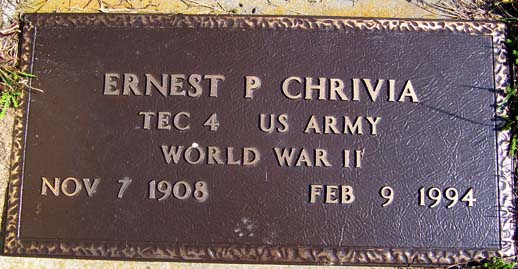 ERNEST P CHRIVIA
TEC 4 US ARMY
WORLD WAR II
NOV 7 1908 FEB 9 1994